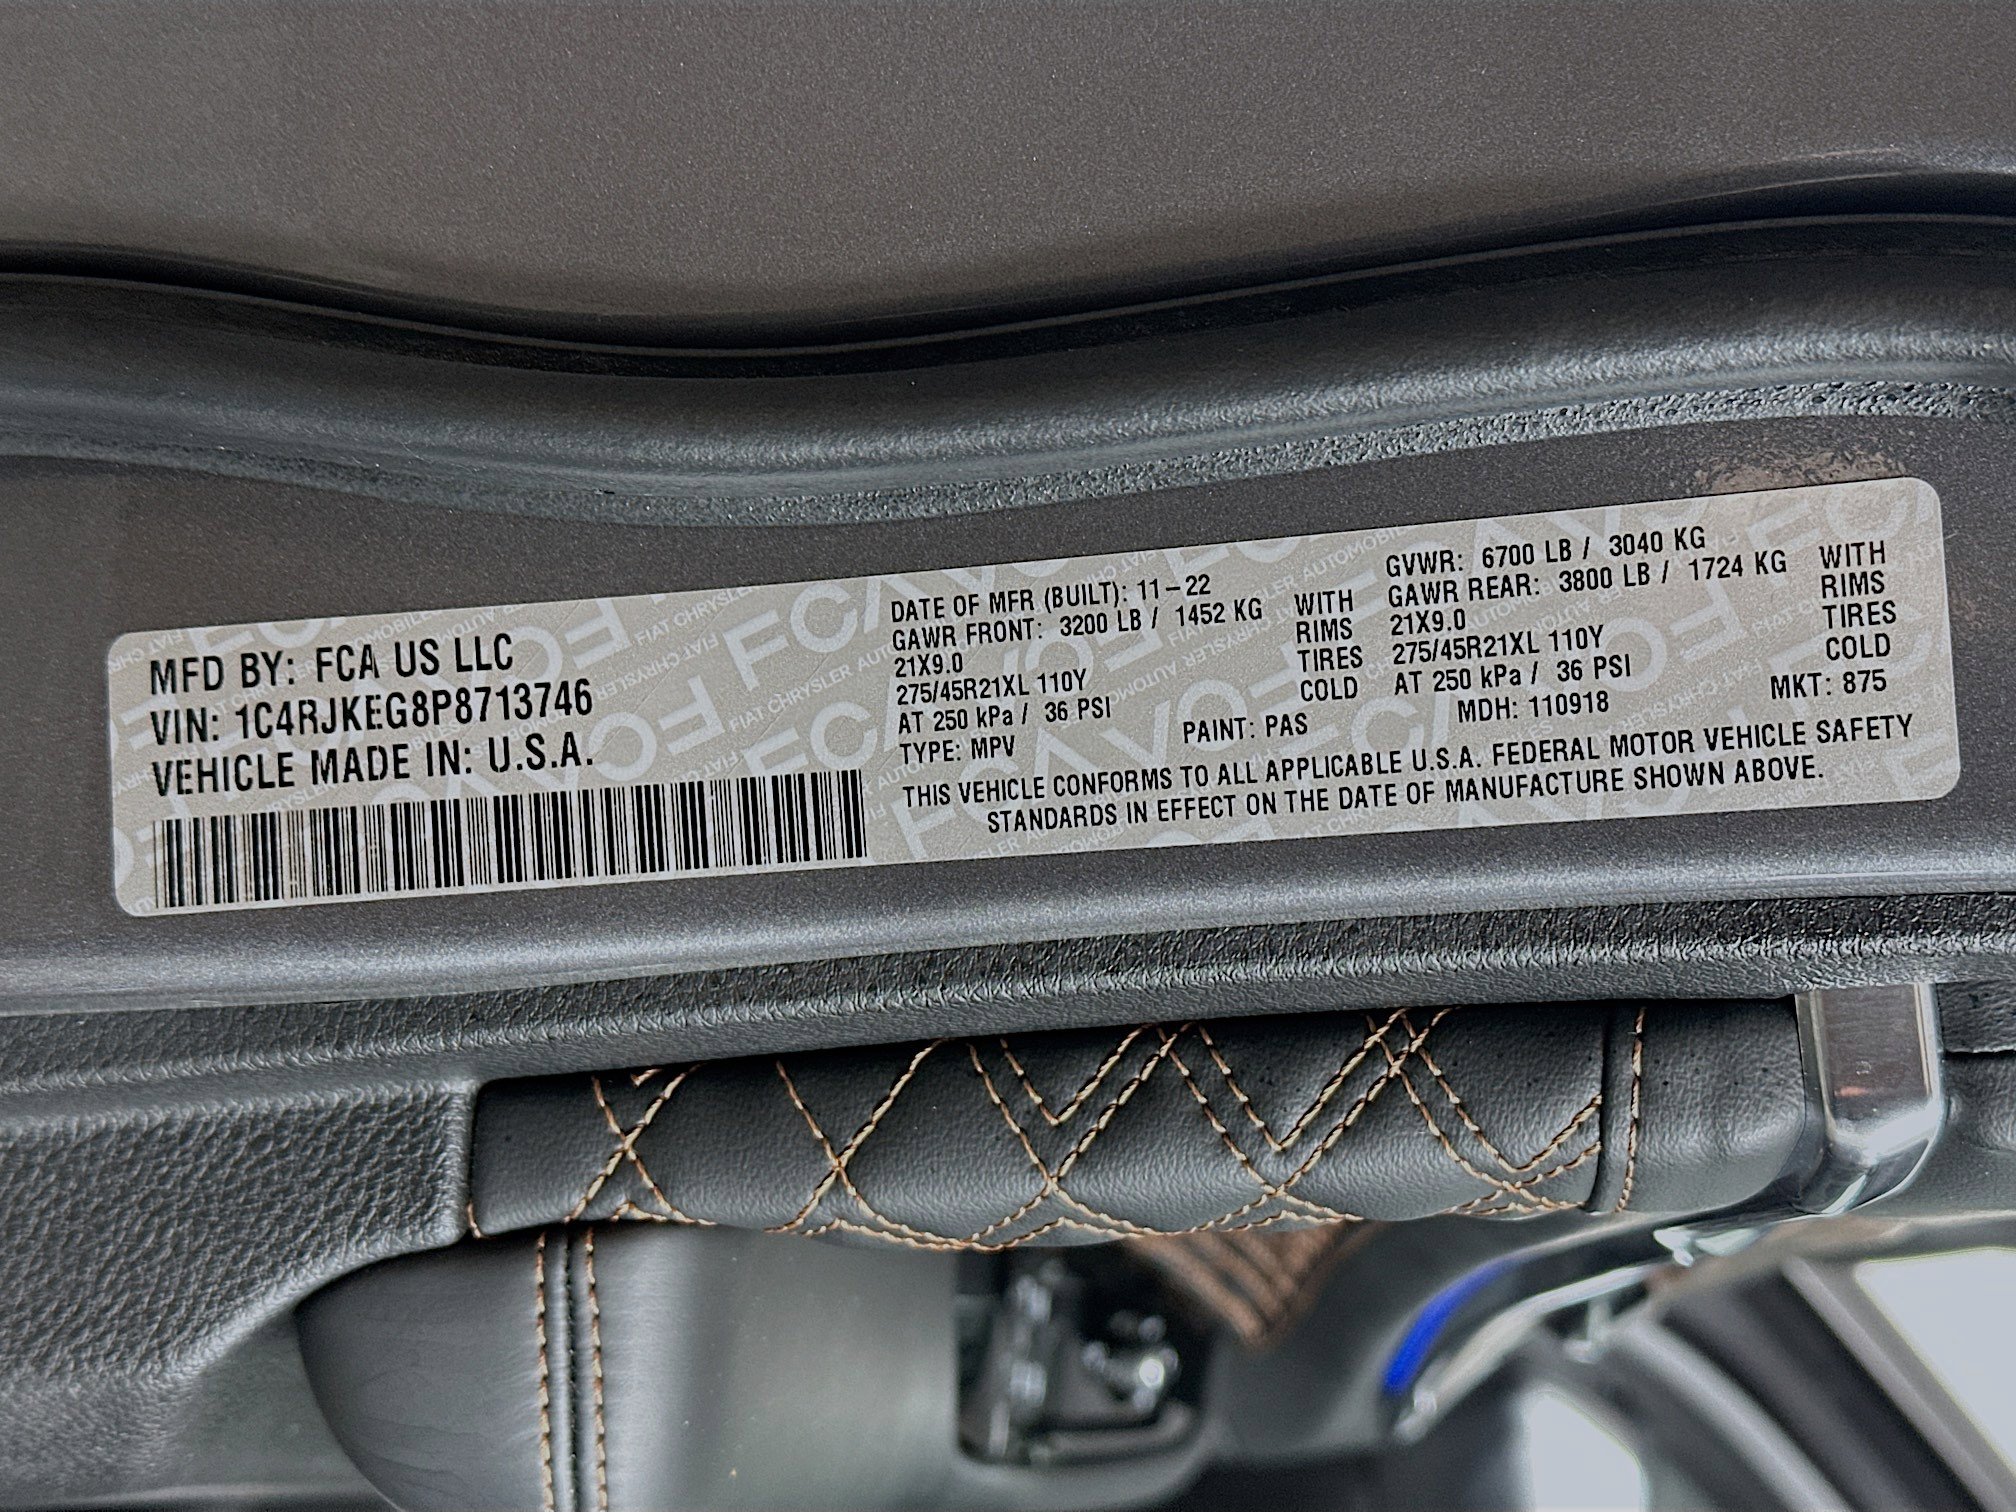 MFD BY: FCA US LLC
VIN: 1C4RJKEG8P8713746
VEHICLE MADE IN: U.S.A.
DATE OF MFR (BUILT): 11-22
GAWR FRONT: 3200 LB / 1452 KG WITH
21X9.0 RIMS
275/45R21XL 110Y TIRES
AT 250 kPa / 36 PSI COLD
TYPE: MPV PAINT: PAS
GVWR: 6700 LB / 3040 KG
GAWR REAR: 3800 LB / 1724 KG WITH
21X9.0 RIMS
275/45R21XL 110Y TIRES
AT 250 kPa / 36 PSI COLD
MDH: 110918 MKT: 875
THIS VEHICLE CONFORMS TO ALL APPLICABLE U.S.A. FEDERAL MOTOR VEHICLE SAFETY
STANDARDS IN EFFECT ON THE DATE OF MANUFACTURE SHOWN ABOVE.